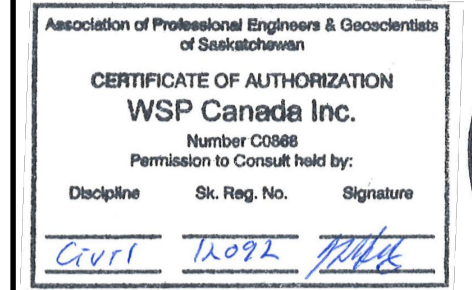 Association of Professional Engineers & Geoscientists
of Saskatchewan
CERTIFICATE OF AUTHORIZATION
WSP Canada Inc.
Number C0868
Permission to Consult held by:
Discipline Sk. Reg. No. Signature
Civil 12092